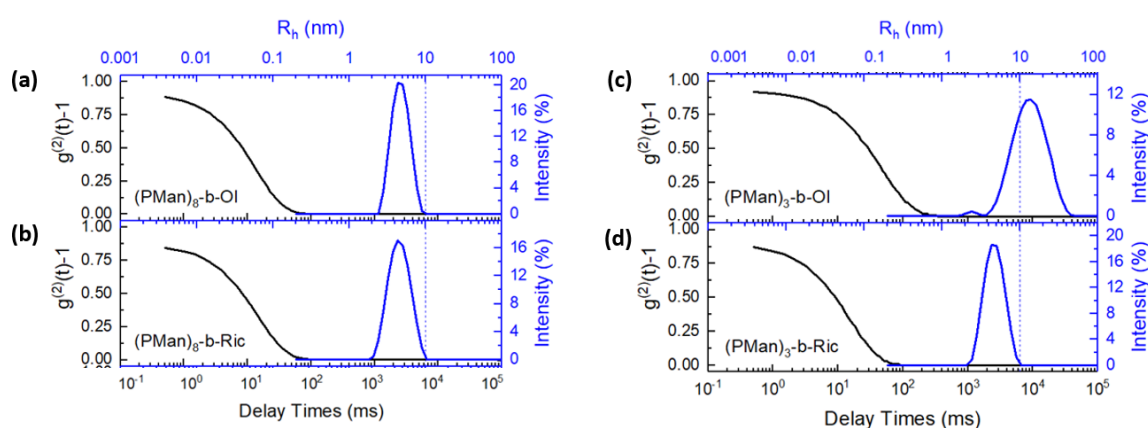 R_h (nm)
0.001 0.01 0.1 1 10 100
(a)
1.00
0.75
0.50
0.25
0.00
g^(2)(t)-1
(PMan)_8-b-Ol
20
16
12
8
4
0
Intensity (%)
(b)
1.00
0.75
0.50
0.25
0.00
g^(2)(t)-1
(PMan)_8-b-Ric
16
12
8
4
0
Intensity (%)
10^-1 10^0 10^1 10^2 10^3 10^4 10^5
Delay Times (ms)
R_h (nm)
0.001 0.01 0.1 1 10 100
(c)
1.00
0.75
0.50
0.25
0.00
g^(2)(t)-1
(PMan)_3-b-Ol
12
8
4
0
Intensity (%)
(d)
1.00
0.75
0.50
0.25
0.00
g^(2)(t)-1
(PMan)_3-b-Ric
20
16
12
8
4
0
Intensity (%)
10^-1 10^0 10^1 10^2 10^3 10^4 10^5
Delay Times (ms)